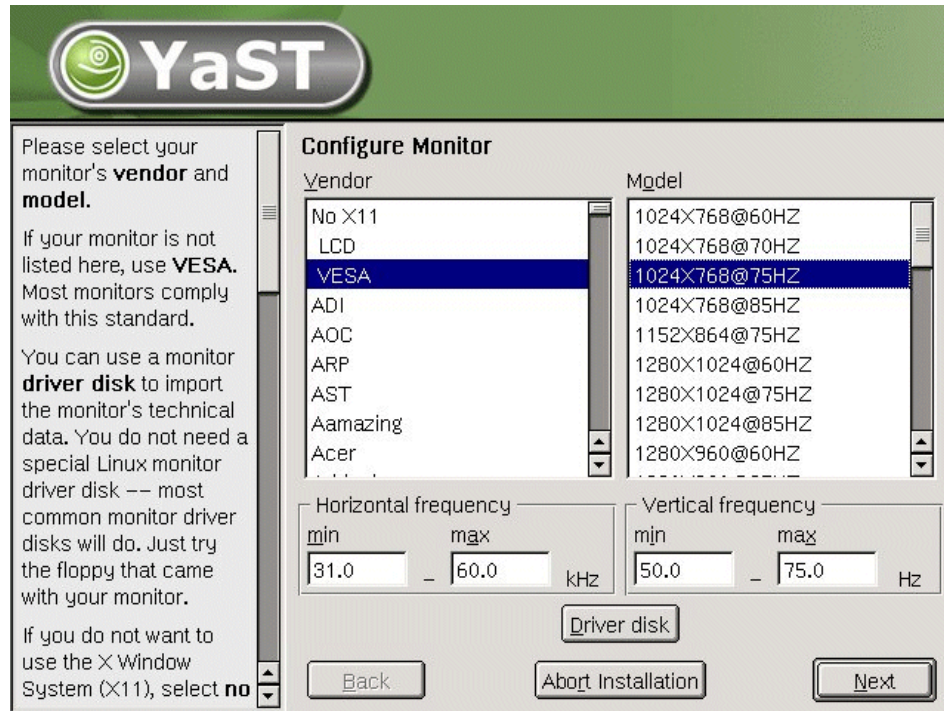 YaST
Please select your
monitor's vendor and
model.
If your monitor is not
listed here, use VESA.
Most monitors comply
with this standard.
You can use a monitor
driver disk to import
the monitor's technical
data. You do not need a
special Linux monitor
driver disk -- most
common monitor driver
disks will do. Just try
the floppy that came
with your monitor.
If you do not want to
use the X Window
System (X11), select no
Configure Monitor
Vendor
No X11
LCD
VESA
ADI
AOC
ARP
AST
Aamazing
Acer
Model
1024X768@60HZ
1024X768@70HZ
1024X768@75HZ
1024X768@85HZ
1152X864@75HZ
1280X1024@60HZ
1280X1024@75HZ
1280X1024@85HZ
1280X960@60HZ
Horizontal frequency
min max
31.0 – 60.0 kHz
Vertical frequency
min max
50.0 – 75.0 Hz
Driver disk
Back Abort Installation Next